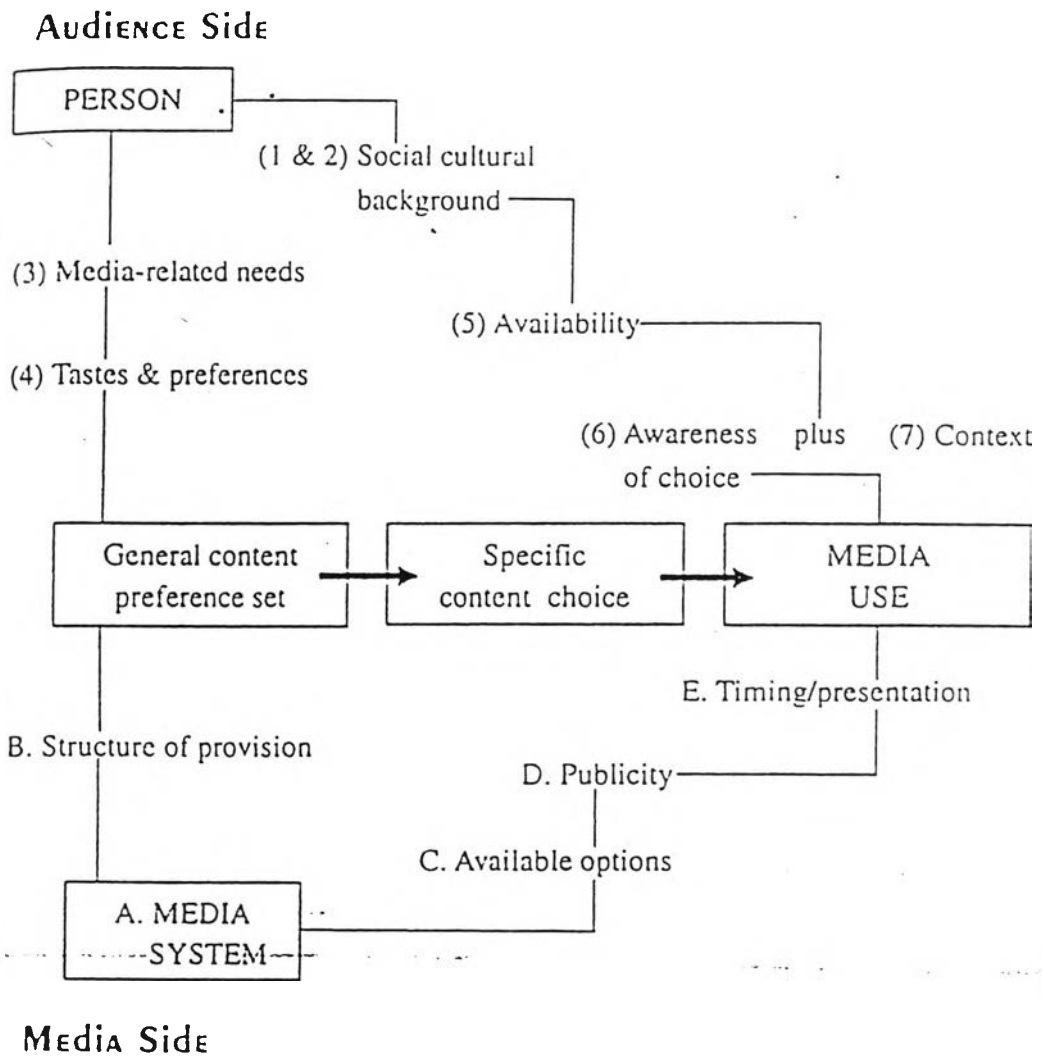 Audience Side
PERSON
(1 & 2) Social cultural
background
(3) Media-related needs
(5) Availability
(4) Tastes & preferences
(6) Awareness plus (7) Context
of choice
General content
preference set
Specific
content choice
MEDIA
USE
E. Timing/presentation
B. Structure of provision
D. Publicity
C. Available options
A. MEDIA
SYSTEM
Media Side